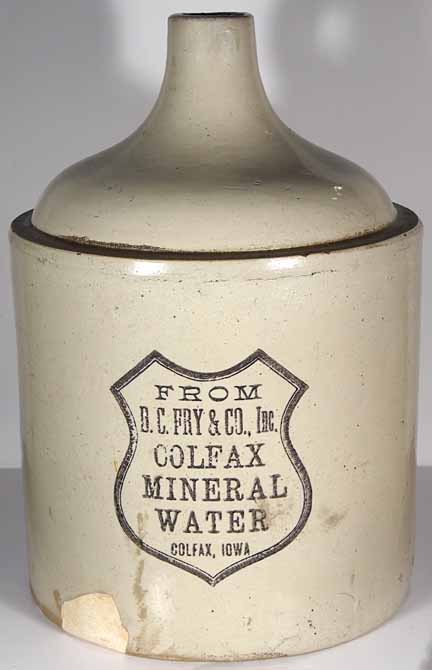 FROM
D. C. FRY & CO., INC.
COLFAX
MINERAL
WATER
COLFAX, IOWA